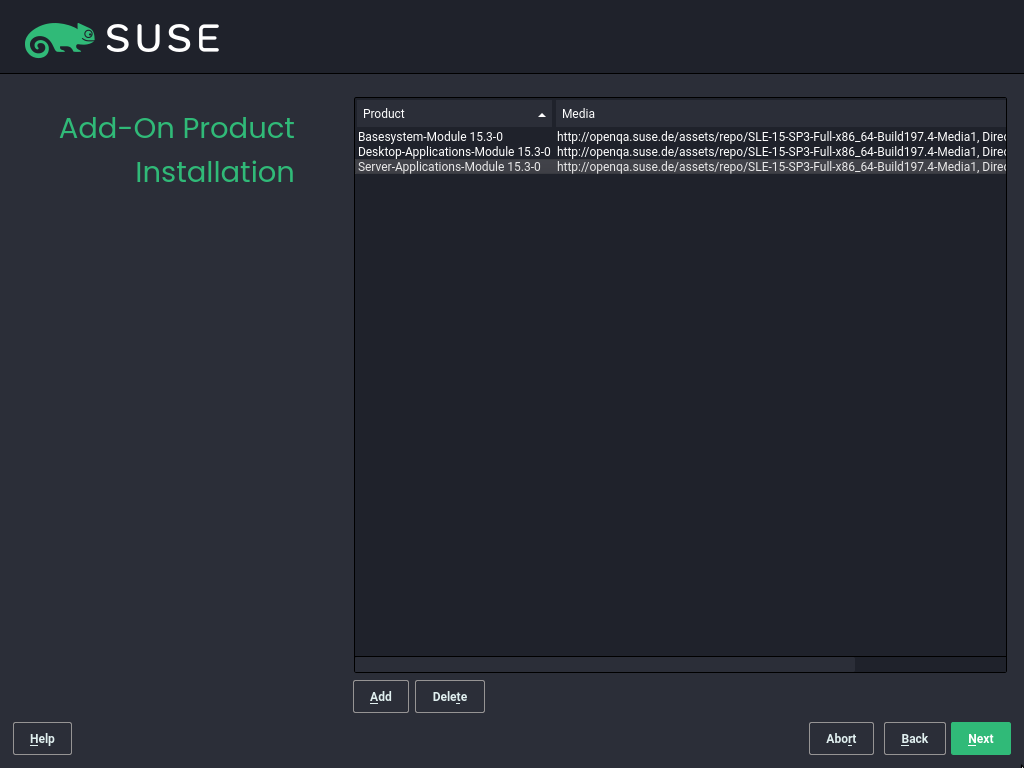 SUSE
Add-On Product
Installation
Product Media
Basesystem-Module 15.3-0 http://openqa.suse.de/assets/repo/SLE-15-SP3-Full-x86_64-Build197.4-Media1, Direc
Desktop-Applications-Module 15.3-0 http://openqa.suse.de/assets/repo/SLE-15-SP3-Full-x86_64-Build197.4-Media1, Direc
Server-Applications-Module 15.3-0 http://openqa.suse.de/assets/repo/SLE-15-SP3-Full-x86_64-Build197.4-Media1, Direc
Add Delete
Help Abort Back Next